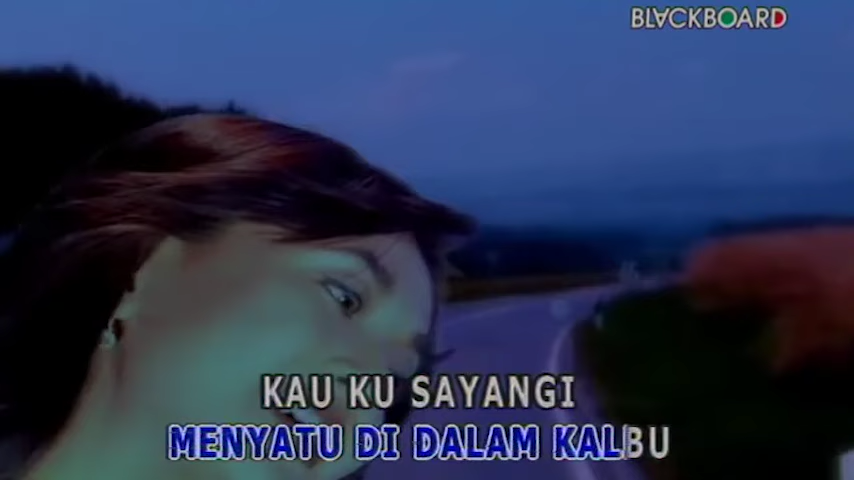 BLACKBOARD
KAU KU SAYANGI
MENYATU DI DALAM KALBU